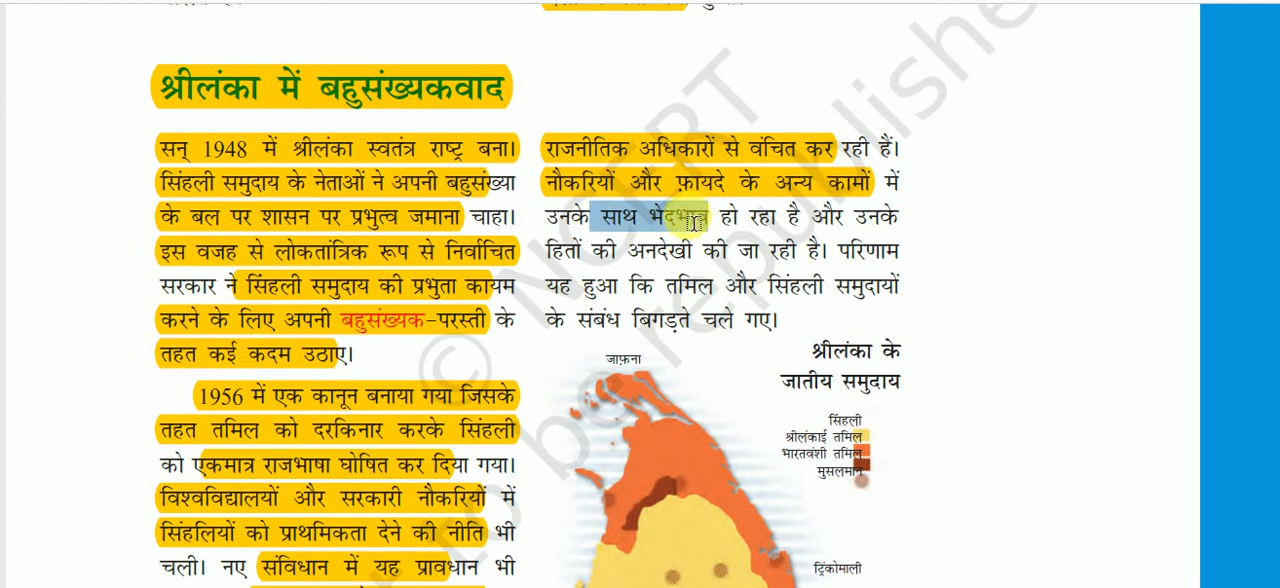 श्रीलंका में बहुसंख्यकवाद
सन् 1948 में श्रीलंका स्वतंत्र राष्ट्र बना।
सिंहली समुदाय के नेताओं ने अपनी बहुसंख्या
के बल पर शासन पर प्रभुत्व जमाना चाहा।
इस वजह से लोकतांत्रिक रूप से निर्वाचित
सरकार ने सिंहली समुदाय की प्रभुता कायम
करने के लिए अपनी बहुसंख्यक-परस्ती के
तहत कई कदम उठाए।
1956 में एक कानून बनाया गया जिसके
तहत तमिल को दरकिनार करके सिंहली
को एकमात्र राजभाषा घोषित कर दिया गया।
विश्वविद्यालयों और सरकारी नौकरियों में
सिंहलियों को प्राथमिकता देने की नीति भी
चली। नए संविधान में यह प्रावधान भी
राजनीतिक अधिकारों से वंचित कर रही हैं।
नौकरियों और फ़ायदे के अन्य कामों में
उनके साथ भेदभाव हो रहा है और उनके
हितों की अनदेखी की जा रही है। परिणाम
यह हुआ कि तमिल और सिंहली समुदायों
के संबंध बिगड़ते चले गए।
श्रीलंका के
जातीय समुदाय
जाफ़ना
सिंहली
श्रीलंकाई तमिल
भारतवंशी तमिल
मुसलमान
ट्रिंकोमाली
© NCERT
to be republished